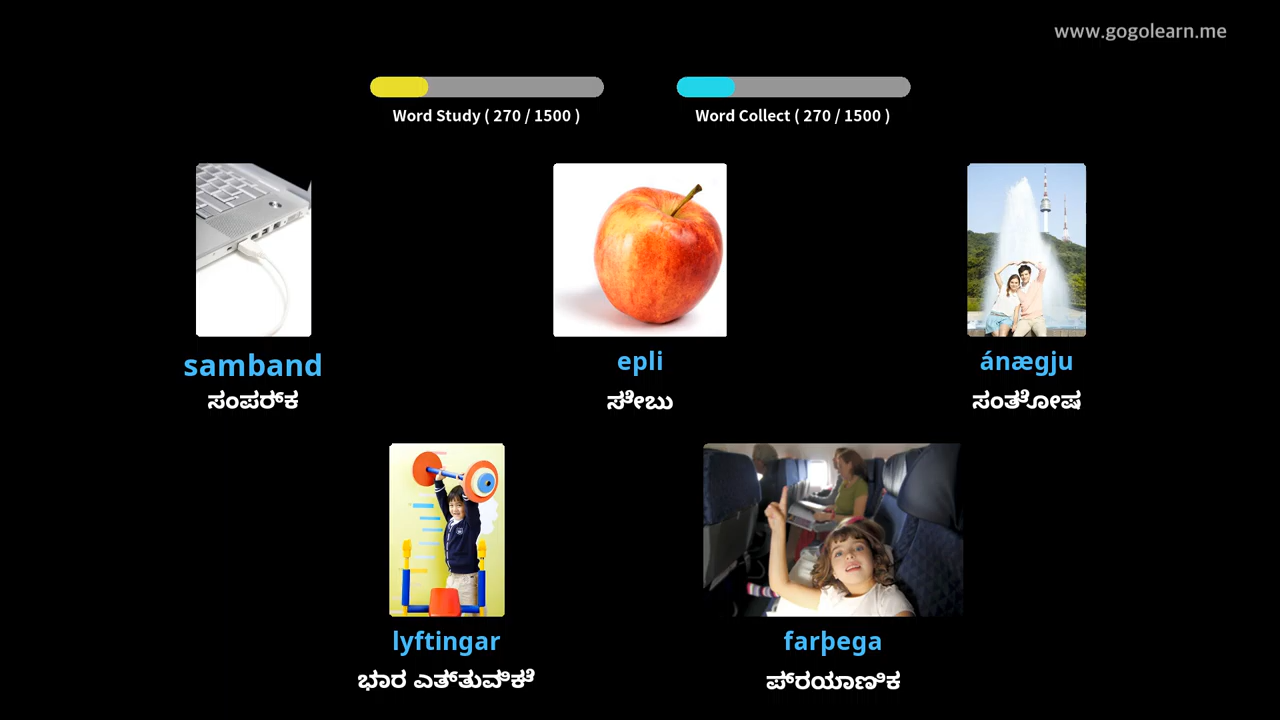 www.gogolearn.me
Word Study ( 270 / 1500 )
Word Collect ( 270 / 1500 )
samband
ಸಂಪರ್ಕ
epli
ಸೇಬು
ánægju
ಸಂತೋಷ
lyftingar
ಭಾರ ಎತ್ತುವಿಕೆ
farþega
ಪ್ರಯಾಣಿಕ